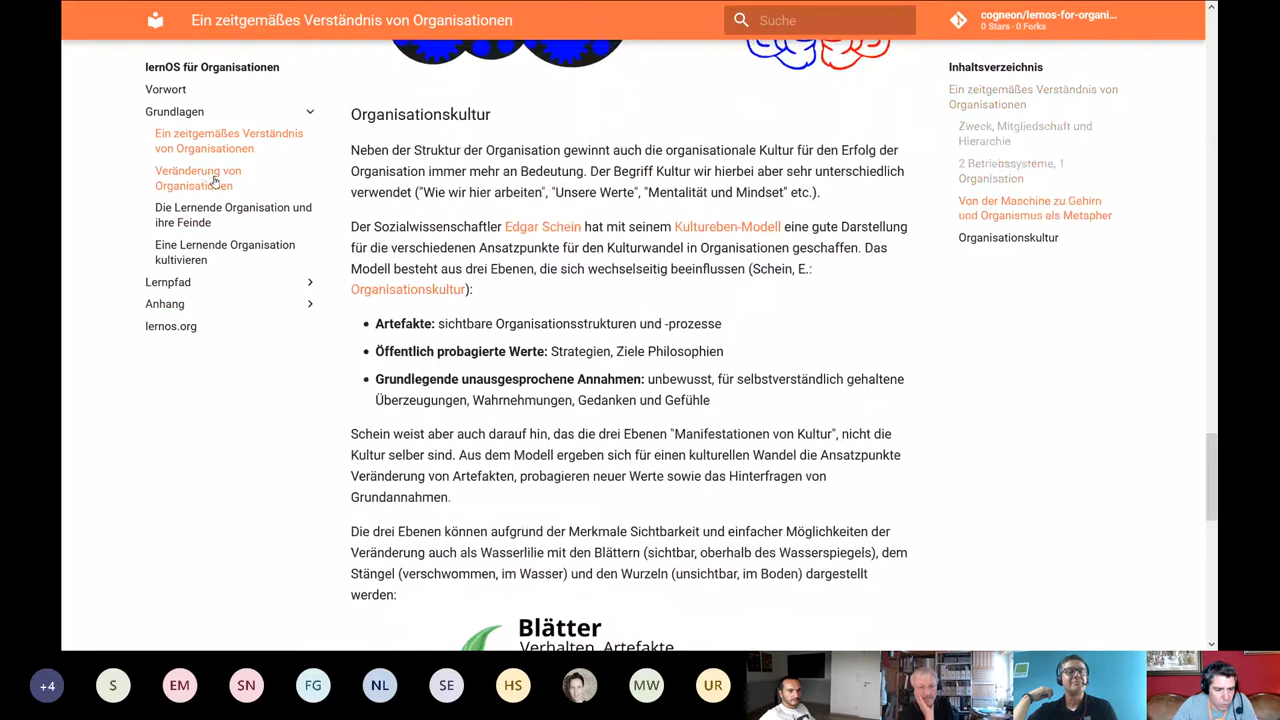 Ein zeitgemäßes Verständnis von Organisationen
Suche
cogneon/lernos-for-organi...
0 Stars · 0 Forks
lernOS für Organisationen
Vorwort
Grundlagen
Ein zeitgemäßes Verständnis
von Organisationen
Veränderung von
Organisationen
Die Lernende Organisation und
ihre Feinde
Eine Lernende Organisation
kultivieren
Lernpfad
Anhang
lernos.org
Organisationskultur
Neben der Struktur der Organisation gewinnt auch die organisationale Kultur für den Erfolg der
Organisation immer mehr an Bedeutung. Der Begriff Kultur wir hierbei aber sehr unterschiedlich
verwendet ("Wie wir hier arbeiten", "Unsere Werte", "Mentalität und Mindset" etc.).
Der Sozialwissenschaftler Edgar Schein hat mit seinem Kultureben-Modell eine gute Darstellung
für die verschiedenen Ansatzpunkte für den Kulturwandel in Organisationen geschaffen. Das
Modell besteht aus drei Ebenen, die sich wechselseitig beeinflussen (Schein, E.:
Organisationskultur):
• Artefakte: sichtbare Organisationsstrukturen und -prozesse
• Öffentlich probagierte Werte: Strategien, Ziele Philosophien
• Grundlegende unausgesprochene Annahmen: unbewusst, für selbstverständlich gehaltene
Überzeugungen, Wahrnehmungen, Gedanken und Gefühle
Schein weist aber auch darauf hin, das die drei Ebenen "Manifestationen von Kultur", nicht die
Kultur selber sind. Aus dem Modell ergeben sich für einen kulturellen Wandel die Ansatzpunkte
Veränderung von Artefakten, probagieren neuer Werte sowie das Hinterfragen von
Grundannahmen.
Die drei Ebenen können aufgrund der Merkmale Sichtbarkeit und einfacher Möglichkeiten der
Veränderung auch als Wasserlilie mit den Blättern (sichtbar, oberhalb des Wasserspiegels), dem
Stängel (verschwommen, im Wasser) und den Wurzeln (unsichtbar, im Boden) dargestellt
werden:
Blätter
Verhalten, Artefakte
Inhaltsverzeichnis
Ein zeitgemäßes Verständnis von
Organisationen
Zweck, Mitgliedschaft und
Hierarchie
2 Betriebssysteme, 1
Organisation
Von der Maschine zu Gehirn
und Organismus als Metapher
Organisationskultur
+4
S
EM
SN
FG
NL
SE
HS
MW
UR